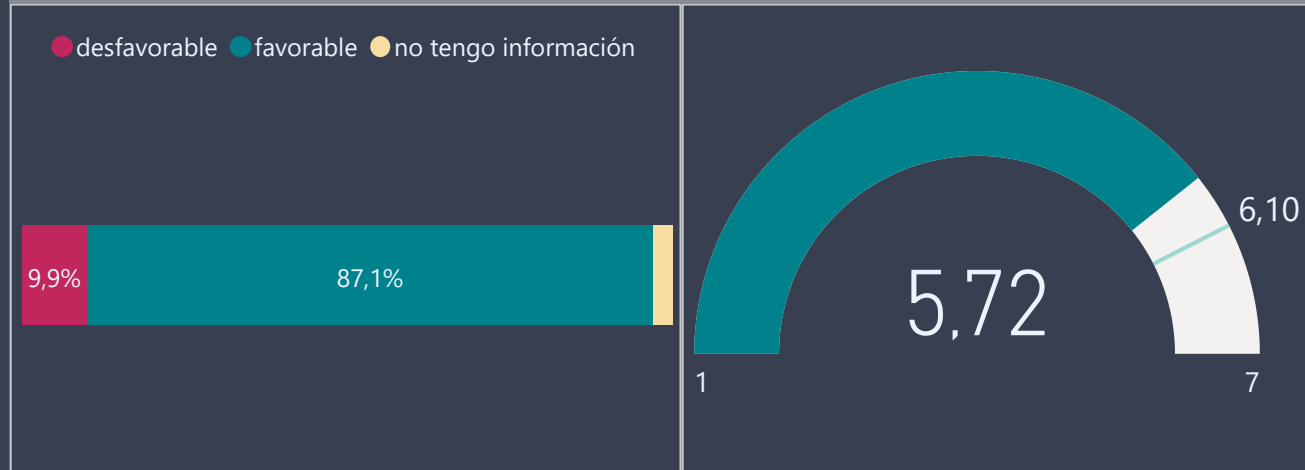 desfavorable favorable no tengo información
9,9% 87,1%
6,10
5,72
1 7